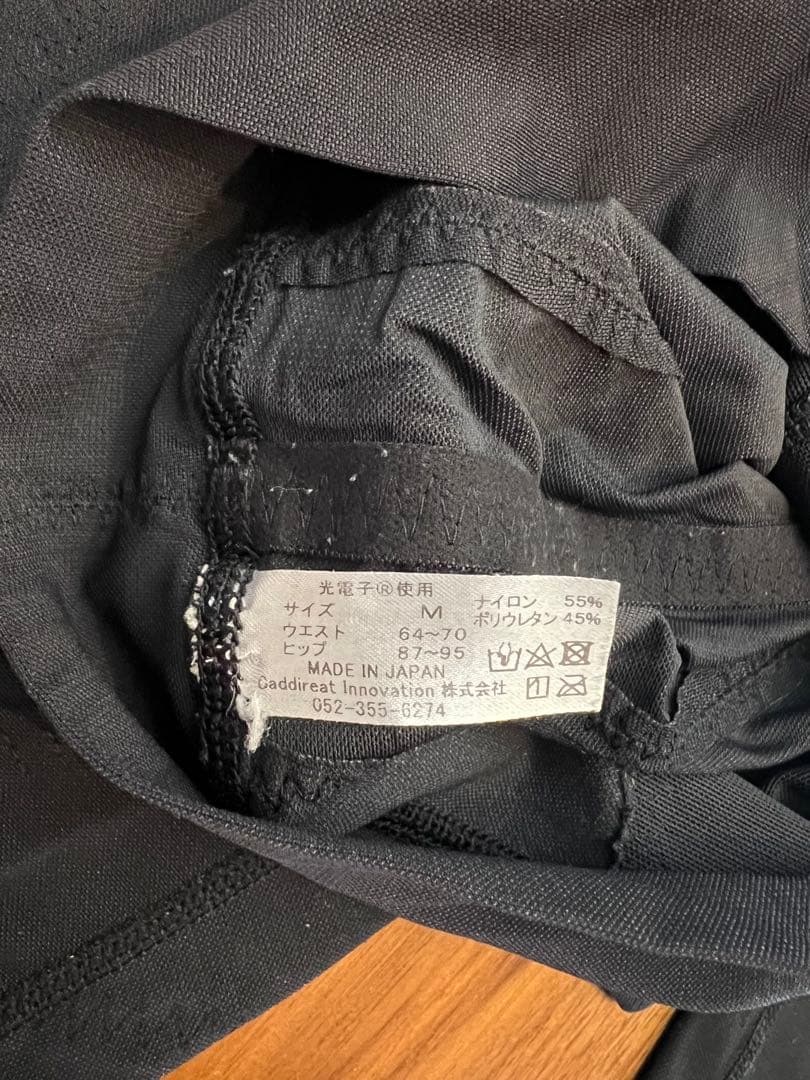 光電子®使用
サイズ M ナイロン 55%
ウエスト 64~70 ポリウレタン 45%
ヒップ 87~95
MADE IN JAPAN
Caddireat Innovation 株式会社
052-355-6274